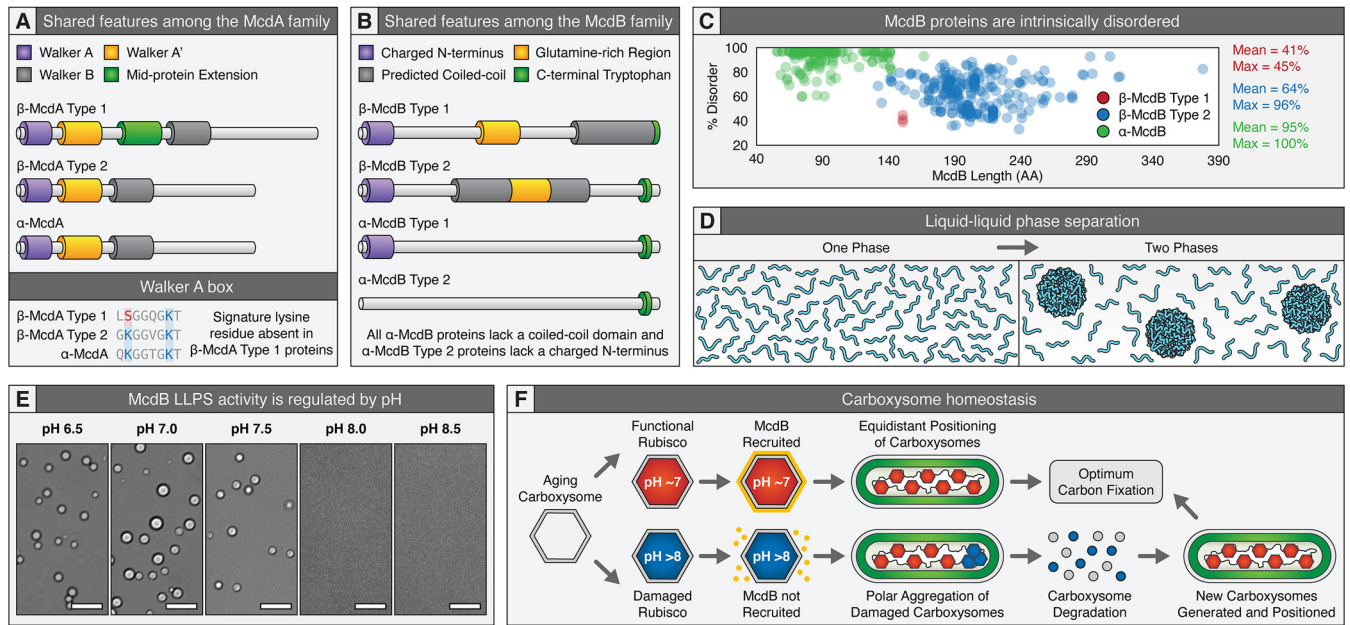 A Shared features among the McdA family
Walker A
Walker A'
Walker B
Mid-protein Extension
β-McdA Type 1
β-McdA Type 2
α-McdA
Walker A box
β-McdA Type 1 LSGGQGKT
β-McdA Type 2 GKGGVGKT
α-McdA QKGGTGKT
Signature lysine
residue absent in
β-McdA Type 1 proteins
B Shared features among the McdB family
Charged N-terminus
Glutamine-rich Region
Predicted Coiled-coil
C-terminal Tryptophan
β-McdB Type 1
β-McdB Type 2
α-McdB Type 1
α-McdB Type 2
All α-McdB proteins lack a coiled-coil domain and
α-McdB Type 2 proteins lack a charged N-terminus
C McdB proteins are intrinsically disordered
% Disorder
100
80
60
40
20
40 90 140 190 240 290 340 390
McdB Length (AA)
β-McdB Type 1
β-McdB Type 2
α-McdB
Mean = 41%
Max = 45%
Mean = 64%
Max = 96%
Mean = 95%
Max = 100%
D Liquid-liquid phase separation
One Phase
Two Phases
E McdB LLPS activity is regulated by pH
pH 6.5 pH 7.0 pH 7.5 pH 8.0 pH 8.5
F Carboxysome homeostasis
Aging
Carboxysome
Functional
Rubisco
pH ~7
McdB
Recruited
pH ~7
Equidistant Positioning
of Carboxysomes
Optimum
Carbon Fixation
pH >8
Damaged
Rubisco
pH >8
McdB not
Recruited
Polar Aggregation of
Damaged Carboxysomes
Carboxysome
Degradation
New Carboxysomes
Generated and Positioned